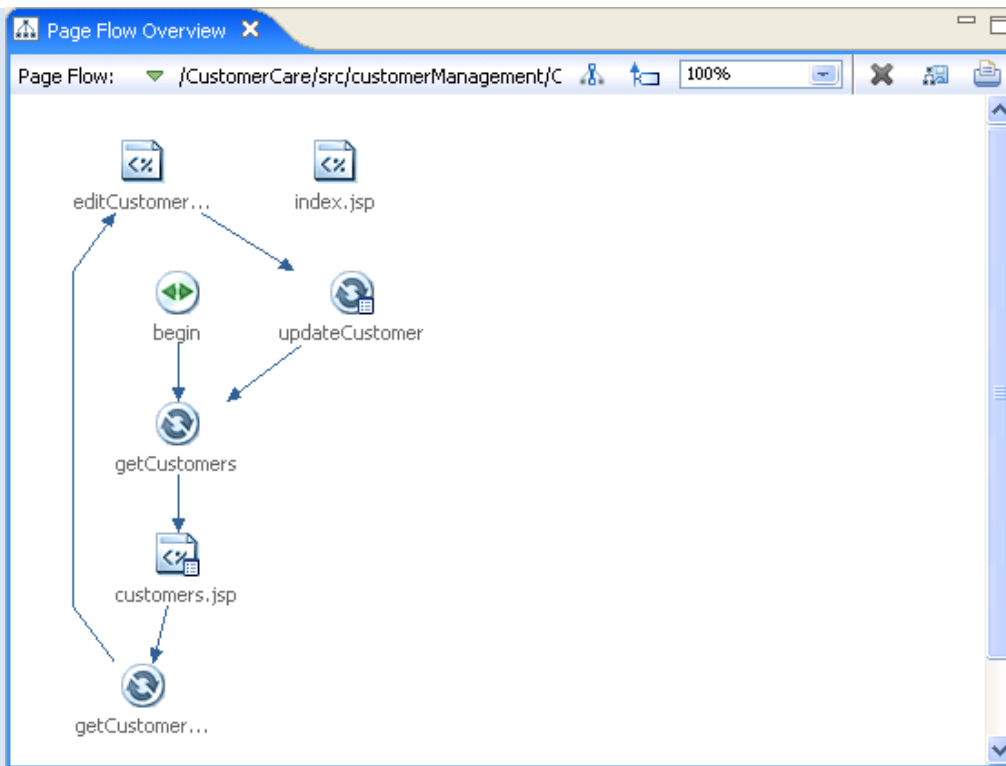 Page Flow Overview
Page Flow: /CustomerCare/src/customerManagement/C 100%
editCustomer... index.jsp
begin updateCustomer
getCustomers
customers.jsp
getCustomer...